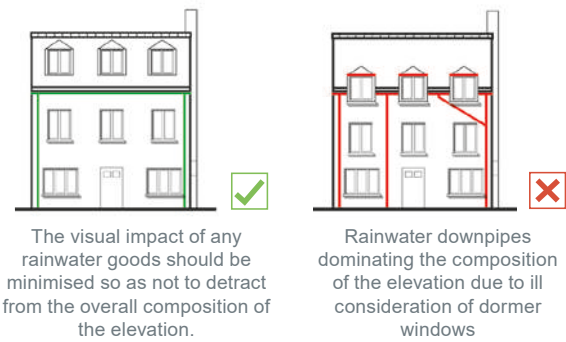 The visual impact of any
rainwater goods should be
minimised so as not to detract
from the overall composition of
the elevation.
Rainwater downpipes
dominating the composition
of the elevation due to ill
consideration of dormer
windows